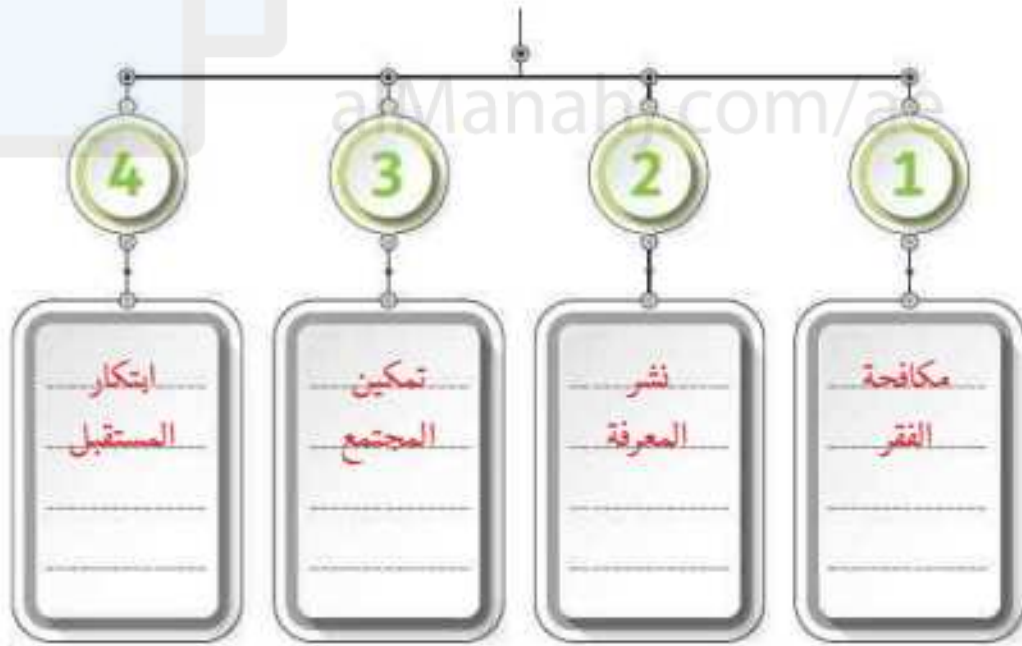 almanahj.com/ae
1
2
3
4
مكافحة
الفقر
نشر
المعرفة
تمكين
المجتمع
ابتكار
المستقبل